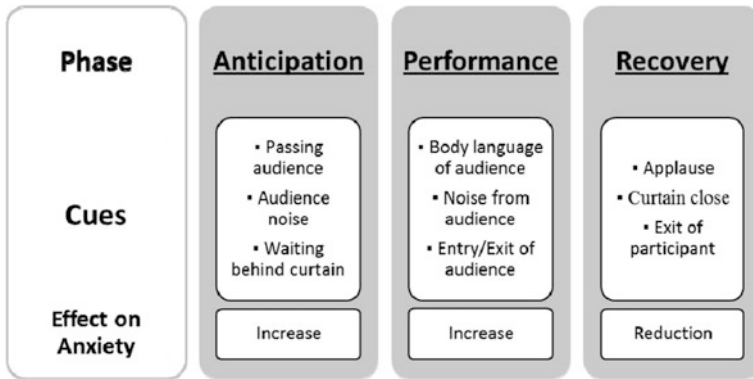 Phase
Anticipation
Performance
Recovery
Cues
▪ Passing
audience
▪ Audience
noise
▪ Waiting
behind curtain
▪ Body language
of audience
▪ Noise from
audience
▪ Entry/Exit of
audience
▪ Applause
▪ Curtain close
▪ Exit of
participant
Effect on
Anxiety
Increase
Increase
Reduction